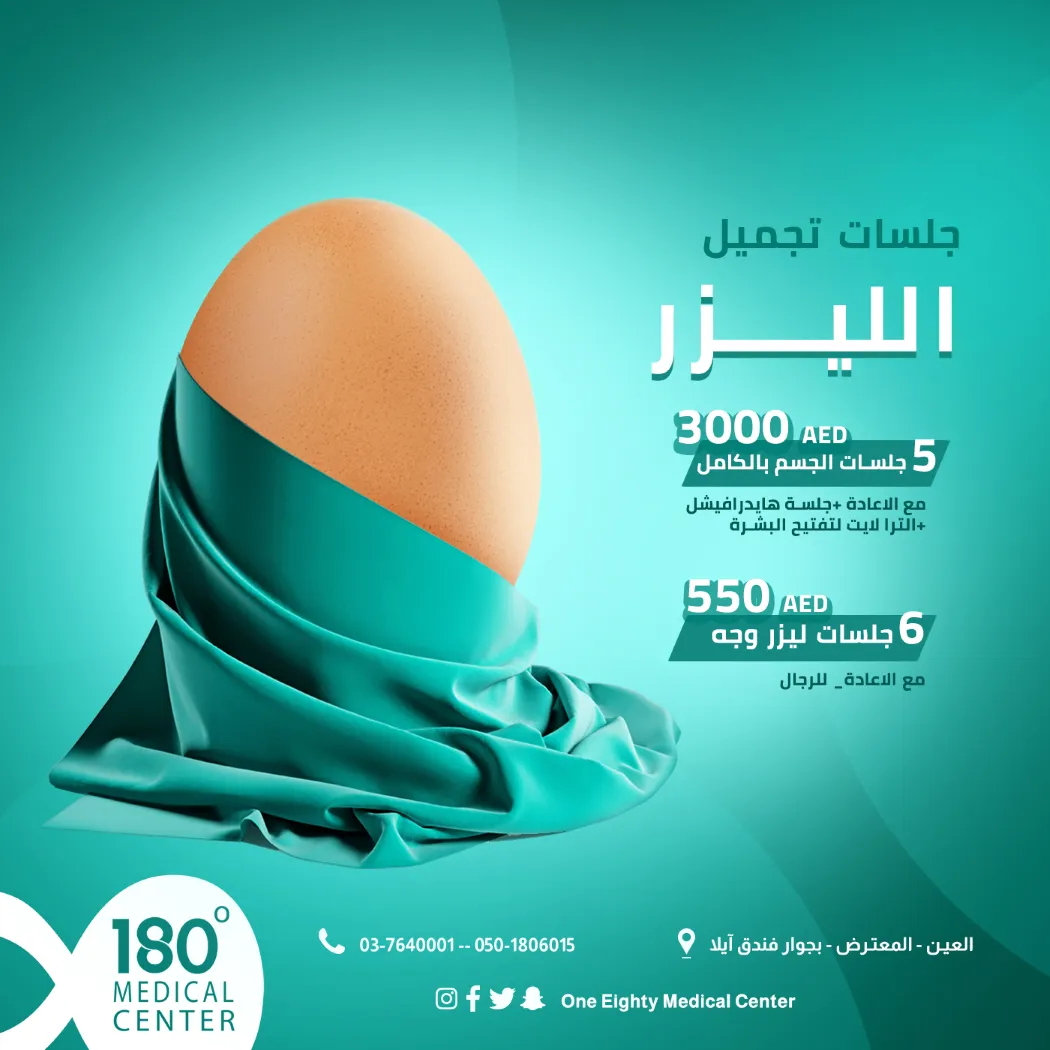 جلسات تجميل
الليـــزر
3000 AED
5 جلسات الجسم بالكامل
مع الاعادة +جلسة هايدرافيشل
+الترا لايت لتفتيح البشرة
550 AED
6 جلسات ليزر وجه
مع الاعادة_ للرجال
180°
MEDICAL
CENTER
03-7640001 -- 050-1806015
العين - المعترض - بجوار فندق آيلا
One Eighty Medical Center